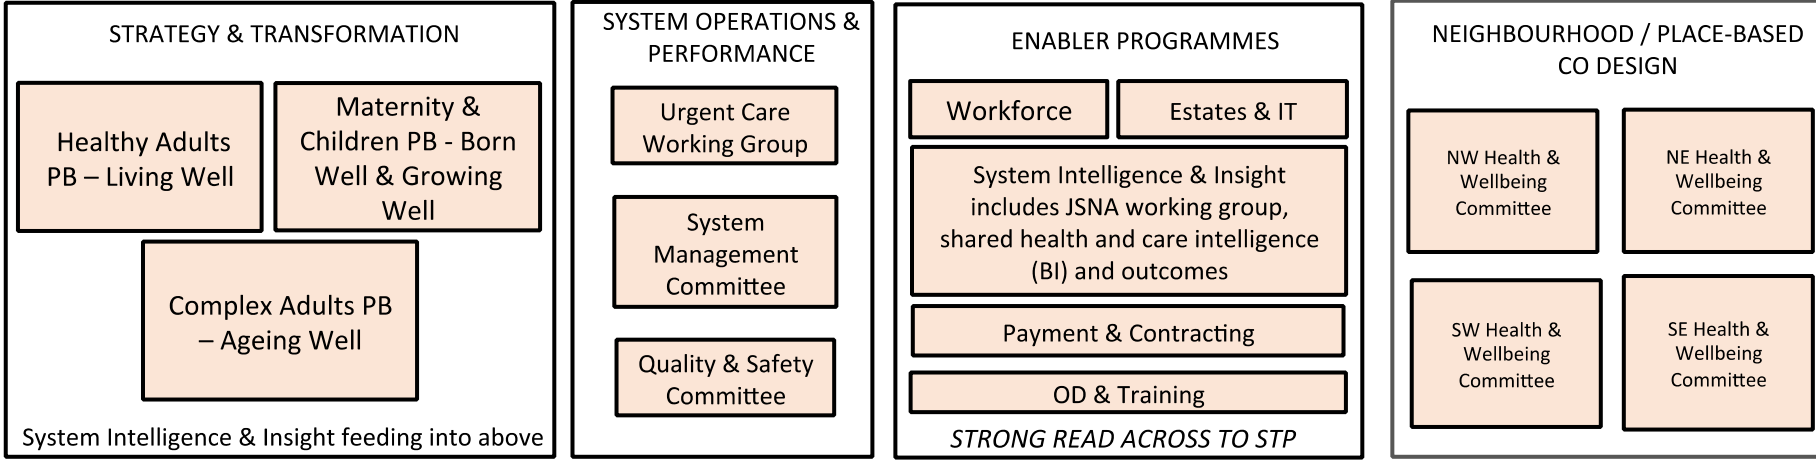 STRATEGY & TRANSFORMATION
Healthy Adults
PB – Living Well
Maternity &
Children PB - Born
Well & Growing
Well
Complex Adults PB
– Ageing Well
System Intelligence & Insight feeding into above
SYSTEM OPERATIONS &
PERFORMANCE
Urgent Care
Working Group
System
Management
Committee
Quality & Safety
Committee
ENABLER PROGRAMMES
Workforce
Estates & IT
System Intelligence & Insight
includes JSNA working group,
shared health and care intelligence
(BI) and outcomes
Payment & Contracting
OD & Training
STRONG READ ACROSS TO STP
NEIGHBOURHOOD / PLACE-BASED
CO DESIGN
NW Health &
Wellbeing
Committee
NE Health &
Wellbeing
Committee
SW Health &
Wellbeing
Committee
SE Health &
Wellbeing
Committee